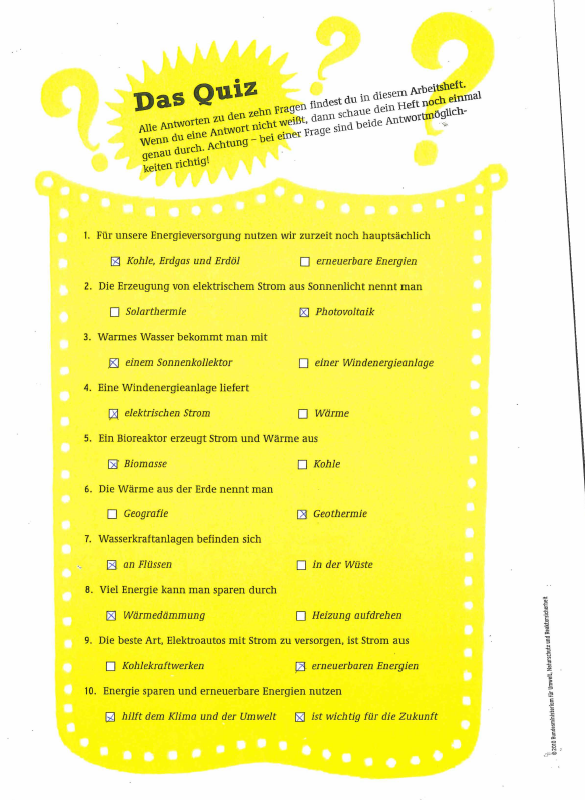 Das Quiz
Alle Antworten zu den zehn Fragen findest du in diesem Arbeitsheft.
Wenn du eine Antwort nicht weißt, dann schaue dein Heft noch einmal
genau durch. Achtung – bei einer Frage sind beide Antwortmöglich-
keiten richtig!
1. Für unsere Energieversorgung nutzen wir zurzeit noch hauptsächlich
☒ Kohle, Erdgas und Erdöl ☐ erneuerbare Energien
2. Die Erzeugung von elektrischem Strom aus Sonnenlicht nennt man
☐ Solarthermie ☒ Photovoltaik
3. Warmes Wasser bekommt man mit
☒ einem Sonnenkollektor ☐ einer Windenergieanlage
4. Eine Windenergieanlage liefert
☒ elektrischen Strom ☐ Wärme
5. Ein Bioreaktor erzeugt Strom und Wärme aus
☒ Biomasse ☐ Kohle
6. Die Wärme aus der Erde nennt man
☐ Geografie ☒ Geothermie
7. Wasserkraftanlagen befinden sich
☒ an Flüssen ☐ in der Wüste
8. Viel Energie kann man sparen durch
☒ Wärmedämmung ☐ Heizung aufdrehen
9. Die beste Art, Elektroautos mit Strom zu versorgen, ist Strom aus
☐ Kohlekraftwerken ☒ erneuerbaren Energien
10. Energie sparen und erneuerbare Energien nutzen
☒ hilft dem Klima und der Umwelt ☒ ist wichtig für die Zukunft
Bundesministerium für Umwelt, Naturschutz und Reaktorsicherheit